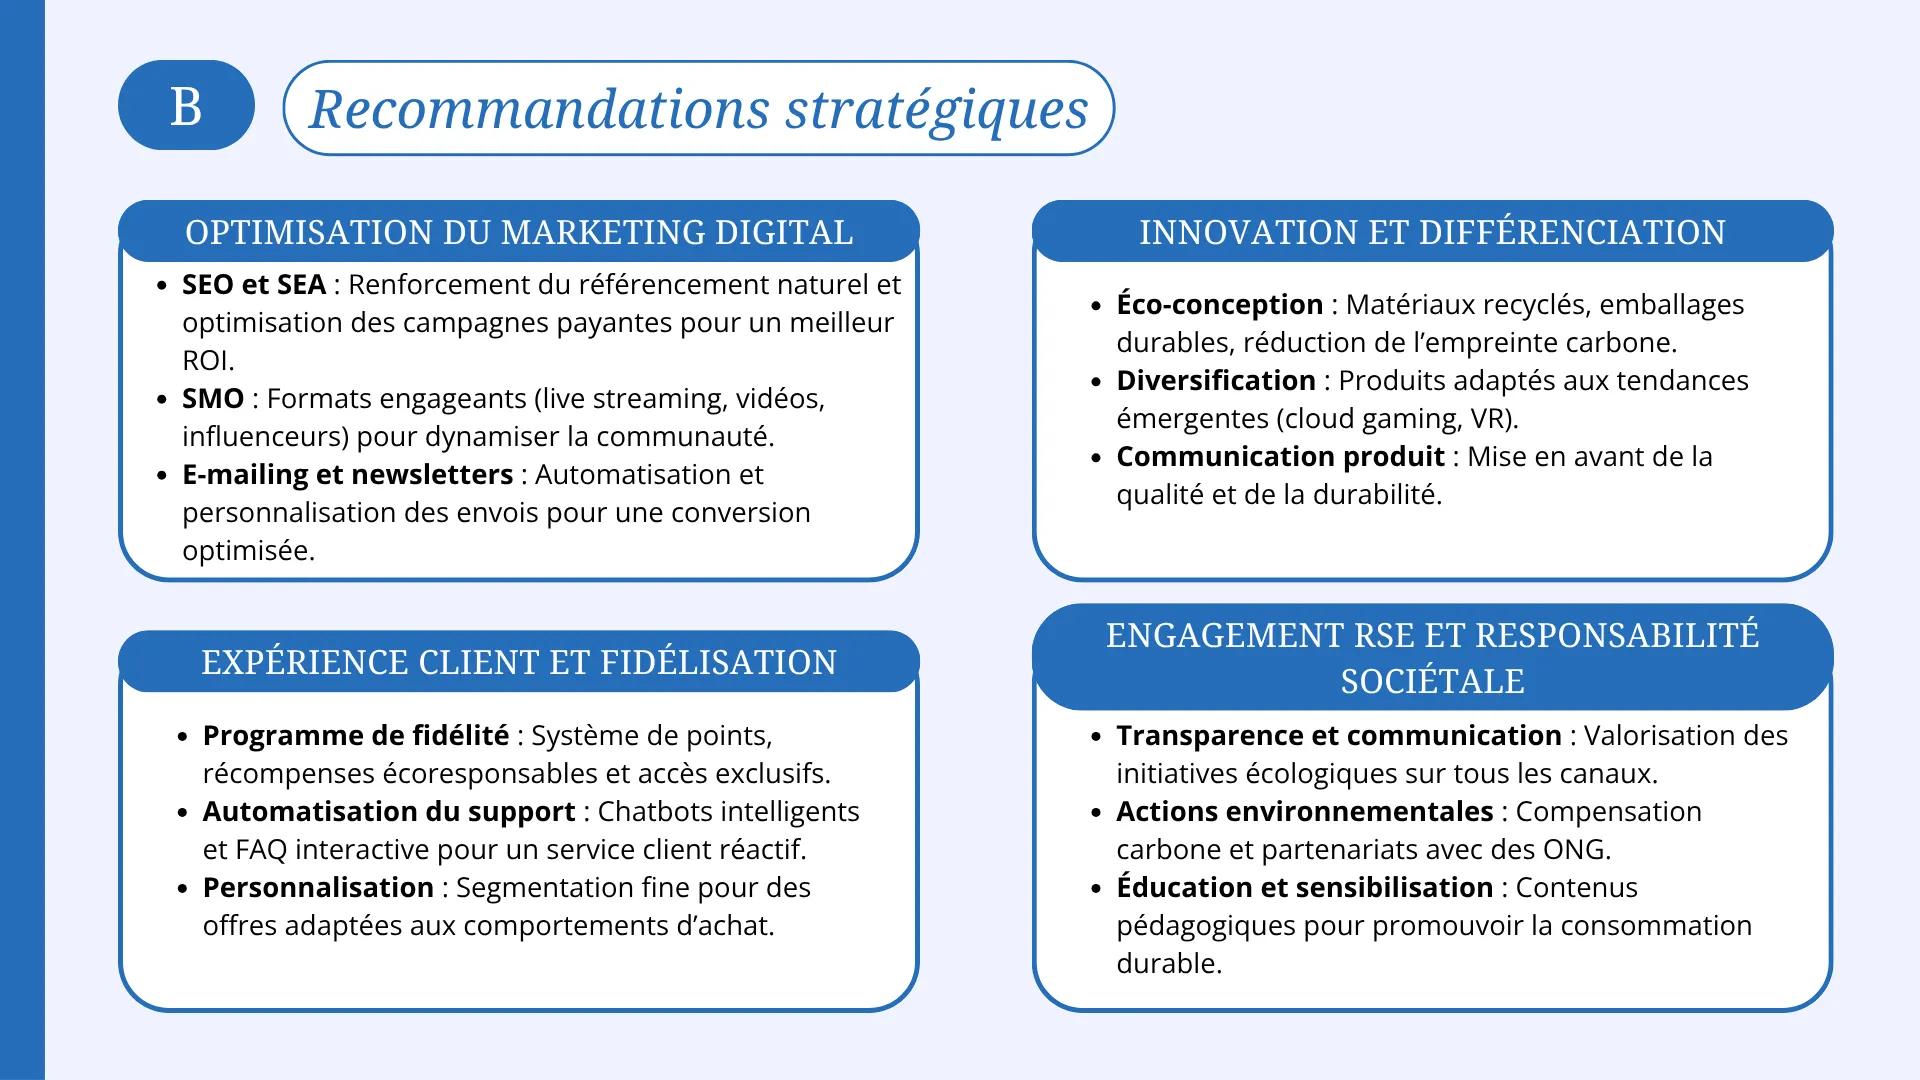 B
Recommandations stratégiques
OPTIMISATION DU MARKETING DIGITAL
• SEO et SEA : Renforcement du référencement naturel et
optimisation des campagnes payantes pour un meilleur
ROI.
• SMO : Formats engageants (live streaming, vidéos,
influenceurs) pour dynamiser la communauté.
• E-mailing et newsletters : Automatisation et
personnalisation des envois pour une conversion
optimisée.
INNOVATION ET DIFFÉRENCIATION
• Éco-conception : Matériaux recyclés, emballages
durables, réduction de l’empreinte carbone.
• Diversification : Produits adaptés aux tendances
émergentes (cloud gaming, VR).
• Communication produit : Mise en avant de la
qualité et de la durabilité.
EXPÉRIENCE CLIENT ET FIDÉLISATION
• Programme de fidélité : Système de points,
récompenses écoresponsables et accès exclusifs.
• Automatisation du support : Chatbots intelligents
et FAQ interactive pour un service client réactif.
• Personnalisation : Segmentation fine pour des
offres adaptées aux comportements d’achat.
ENGAGEMENT RSE ET RESPONSABILITÉ
SOCIÉTALE
• Transparence et communication : Valorisation des
initiatives écologiques sur tous les canaux.
• Actions environnementales : Compensation
carbone et partenariats avec des ONG.
• Éducation et sensibilisation : Contenus
pédagogiques pour promouvoir la consommation
durable.